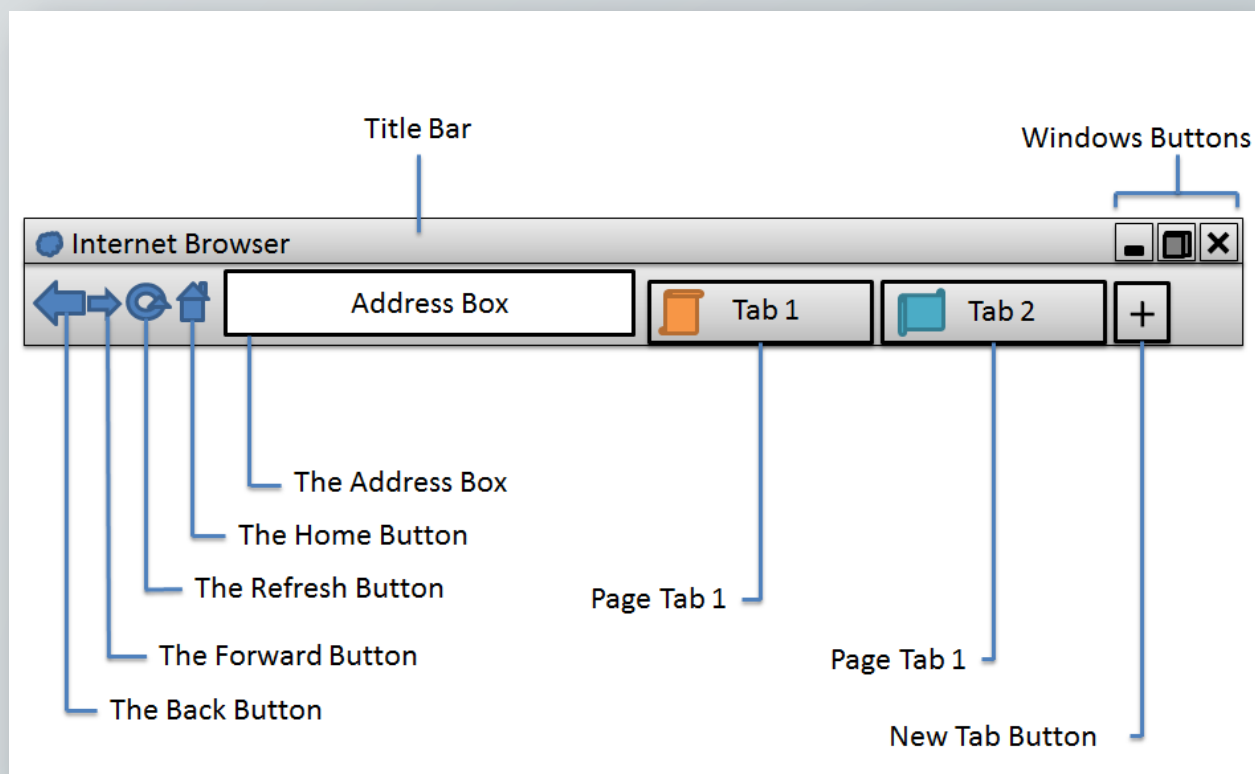 Title Bar
Windows Buttons
Internet Browser
Address Box
Tab 1
Tab 2
+
The Address Box
The Home Button
The Refresh Button
Page Tab 1
The Forward Button
Page Tab 1
The Back Button
New Tab Button